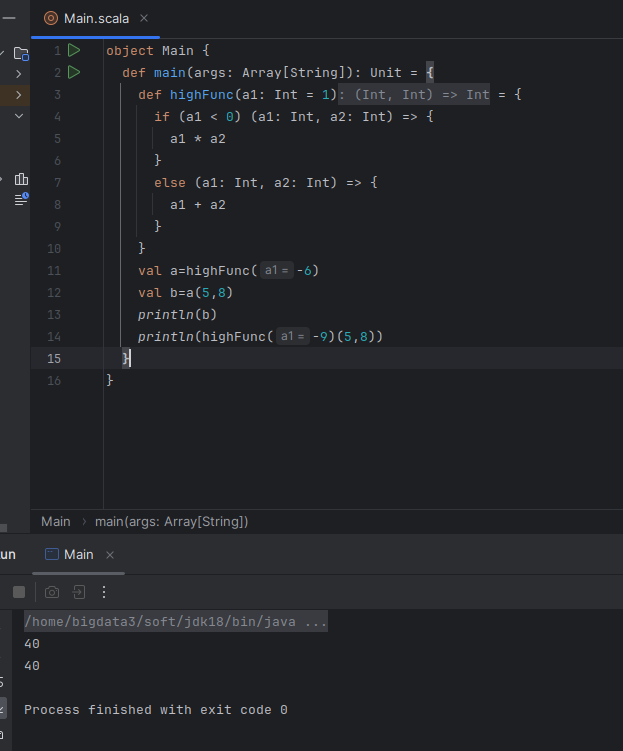 Main.scala
1 object Main {
2 def main(args: Array[String]): Unit = {
3 def highFunc(a1: Int = 1): (Int, Int) => Int = {
4 if (a1 < 0) (a1: Int, a2: Int) => {
5 a1 * a2
6 }
7 else (a1: Int, a2: Int) => {
8 a1 + a2
9 }
10 }
11 val a=highFunc( a1 = -6)
12 val b=a(5,8)
13 println(b)
14 println(highFunc( a1 = -9)(5,8))
15 }
16 }
Main › main(args: Array[String])
un Main
/home/bigdata3/soft/jdk18/bin/java ...
40
40
Process finished with exit code 0